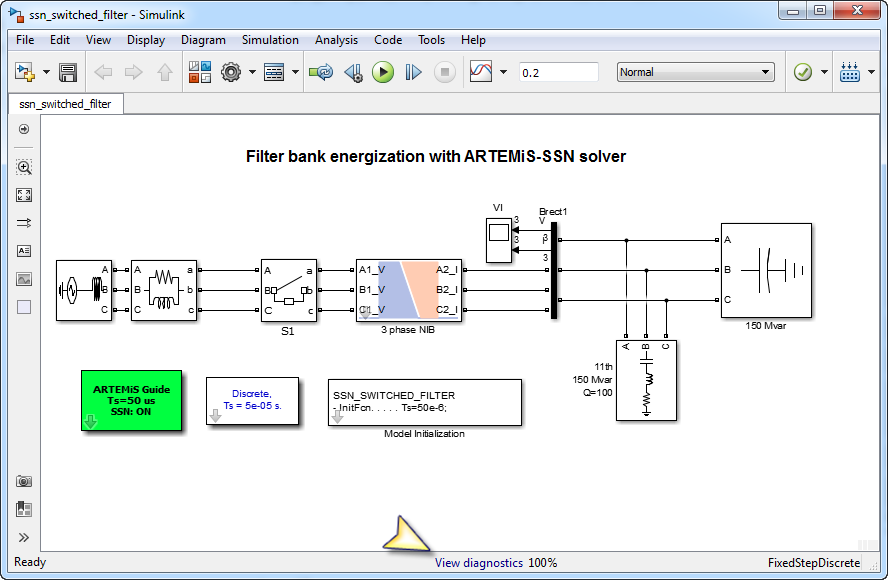 ssn_switched_filter - Simulink
File Edit View Display Diagram Simulation Analysis Code Tools Help
0.2
Normal
ssn_switched_filter
Filter bank energization with ARTEMiS-SSN solver
VI
3
V
3
3
Brect1
A
B
C
A
B
C
a
b
c
A
B
C
a
b
c
S1
A1_V
B1_V
C1_V
A2_I
B2_I
C2_I
3 phase NIB
A
B
C
150 Mvar
A
B
C
11th
150 Mvar
Q=100
ARTEMiS Guide
Ts=50 us
SSN: ON
Discrete,
Ts = 5e-05 s.
SSN_SWITCHED_FILTER
- InitFcn. . . . . Ts=50e-6;
Model Initialization
Ready
View diagnostics 100%
FixedStepDiscrete